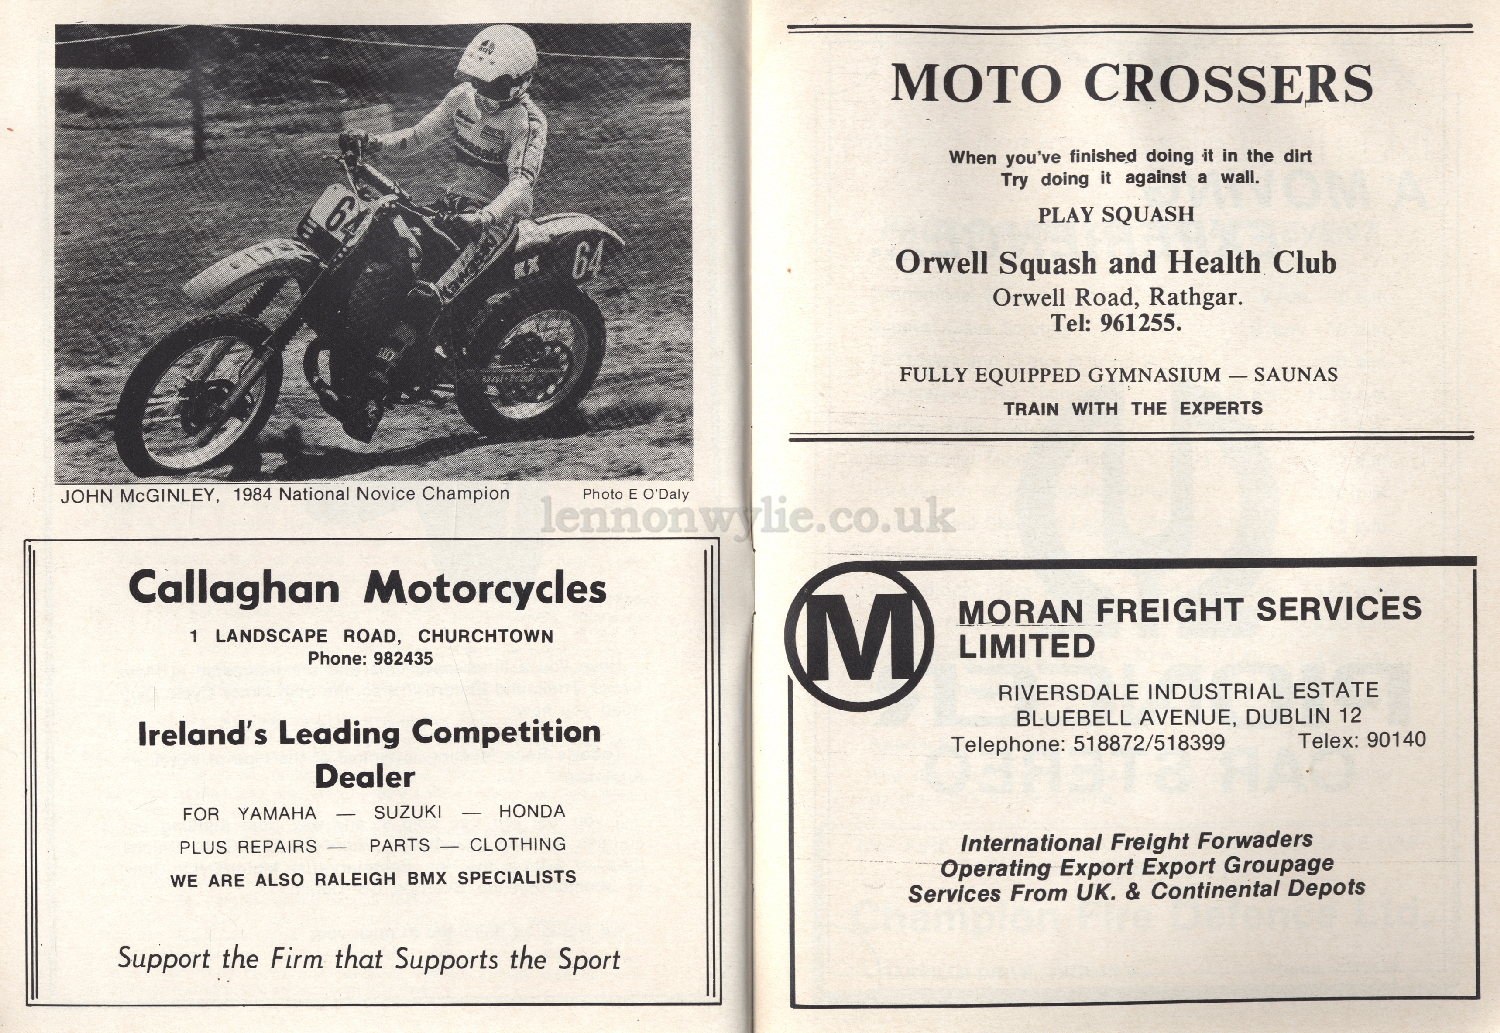 64
64
KX
JOHN McGINLEY, 1984 National Novice Champion
Photo E O'Daly
Callaghan Motorcycles
1 LANDSCAPE ROAD, CHURCHTOWN
Phone: 982435
Ireland's Leading Competition
Dealer
FOR YAMAHA — SUZUKI — HONDA
PLUS REPAIRS — PARTS — CLOTHING
WE ARE ALSO RALEIGH BMX SPECIALISTS
Support the Firm that Supports the Sport
lennonwylie.co.uk
MOTO CROSSERS
When you've finished doing it in the dirt
Try doing it against a wall.
PLAY SQUASH
Orwell Squash and Health Club
Orwell Road, Rathgar.
Tel: 961255.
FULLY EQUIPPED GYMNASIUM — SAUNAS
TRAIN WITH THE EXPERTS
M
MORAN FREIGHT SERVICES
LIMITED
RIVERSDALE INDUSTRIAL ESTATE
BLUEBELL AVENUE, DUBLIN 12
Telephone: 518872/518399 Telex: 90140
International Freight Forwaders
Operating Export Export Groupage
Services From UK. & Continental Depots